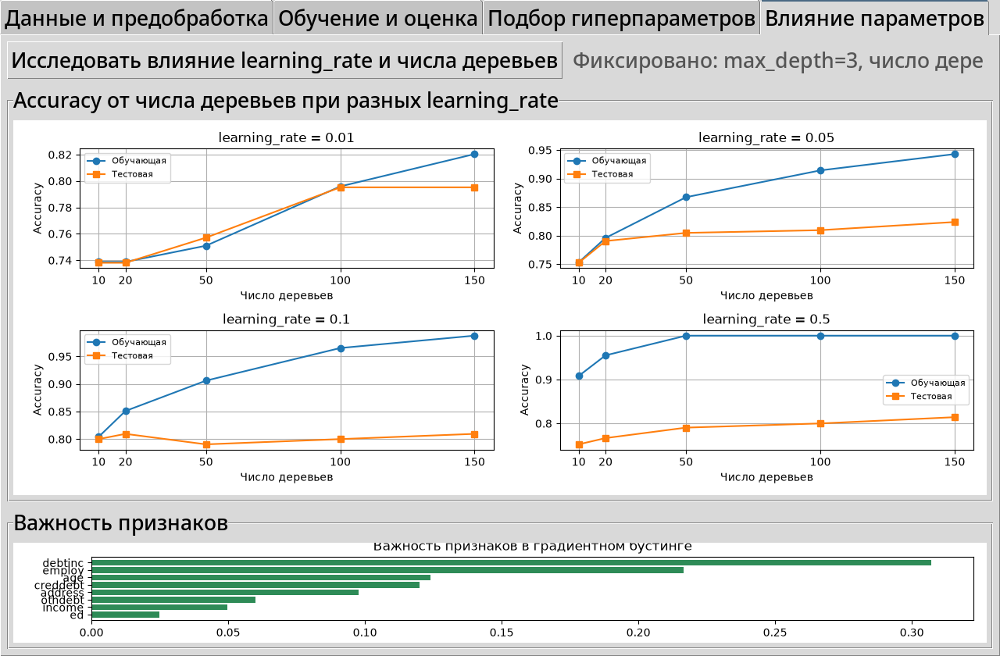 Данные и предобработка Обучение и оценка Подбор гиперпараметров Влияние параметров
Исследовать влияние learning_rate и числа деревьев Фиксировано: max_depth=3, число дере
Accuracy от числа деревьев при разных learning_rate
learning_rate = 0.01
0.82
0.80
0.78
0.76
0.74
Accuracy
Обучающая
Тестовая
10 20 50 100 150
Число деревьев
learning_rate = 0.05
0.95
0.90
0.85
0.80
0.75
Accuracy
Обучающая
Тестовая
10 20 50 100 150
Число деревьев
learning_rate = 0.1
0.95
0.90
0.85
0.80
Accuracy
Обучающая
Тестовая
10 20 50 100 150
Число деревьев
learning_rate = 0.5
1.0
0.9
0.8
Accuracy
Обучающая
Тестовая
10 20 50 100 150
Число деревьев
Важность признаков
Важность признаков в градиентном бустинге
debtinc
employ
age
creddebt
address
othdebt
income
ed
0.00 0.05 0.10 0.15 0.20 0.25 0.30